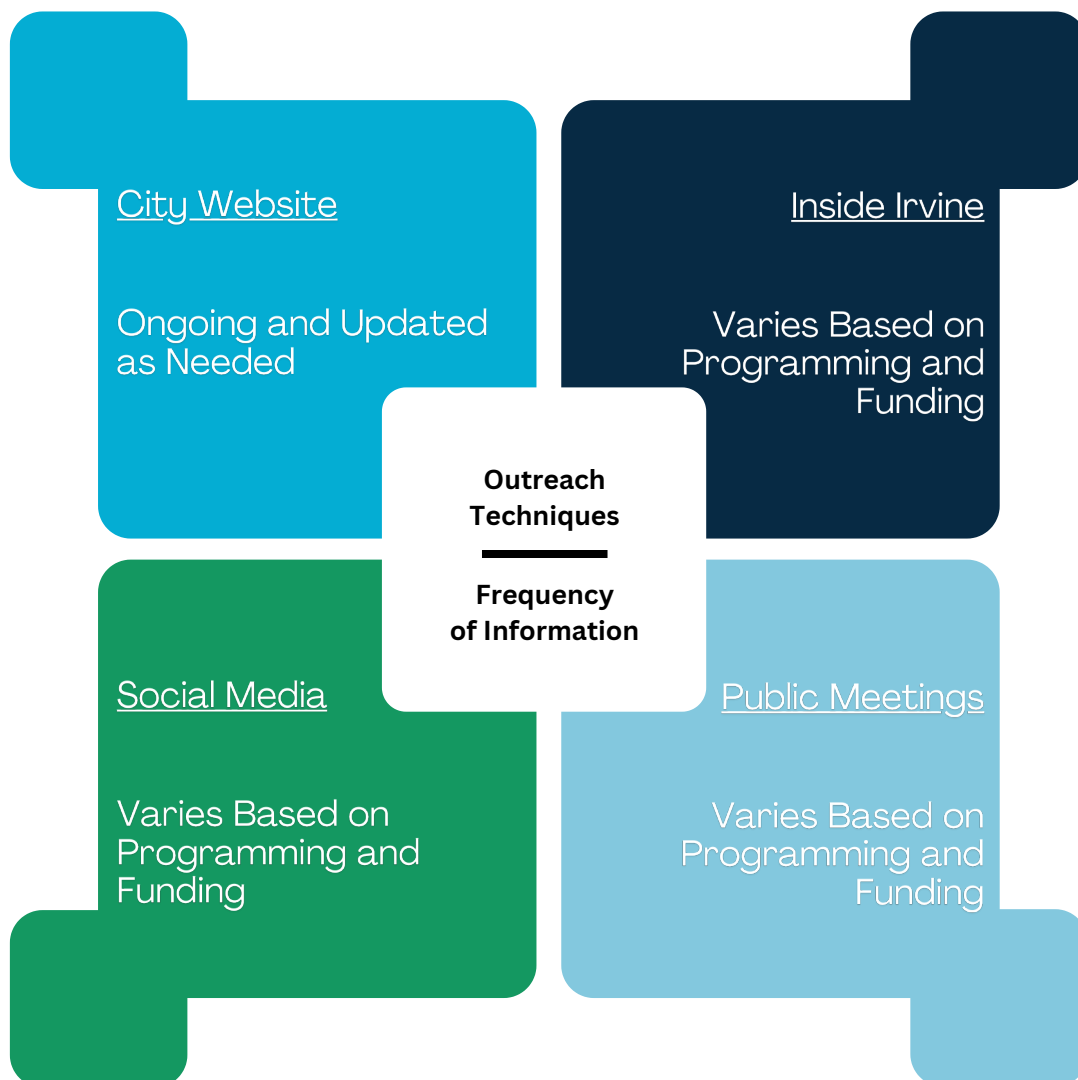 City Website
Ongoing and Updated
as Needed
Inside Irvine
Varies Based on
Programming and
Funding
Outreach
Techniques
Frequency
of Information
Social Media
Varies Based on
Programming and
Funding
Public Meetings
Varies Based on
Programming and
Funding